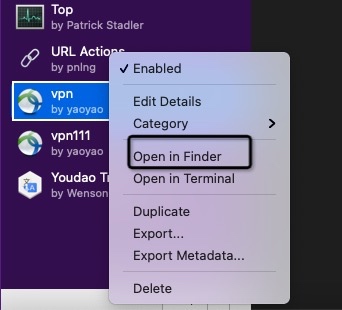 Top
by Patrick Stadler
URL Actions
by pnlng
vpn
by yaoyao
vpn111
by yaoyao
Youdao Tr
by Wenson
✓ Enabled
Edit Details
Category
Open in Finder
Open in Terminal
Duplicate
Export...
Export Metadata...
Delete